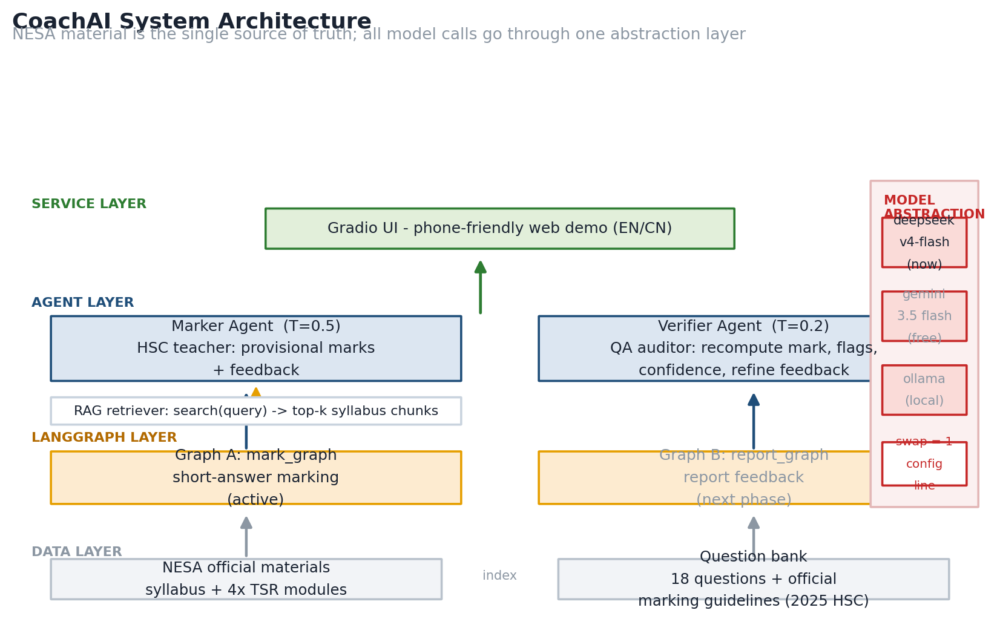 CoachAI System Architecture
NESA material is the single source of truth; all model calls go through one abstraction layer
SERVICE LAYER
Gradio UI - phone-friendly web demo (EN/CN)
AGENT LAYER
Marker Agent  (T=0.5)
HSC teacher: provisional marks
+ feedback
Verifier Agent  (T=0.2)
QA auditor: recompute mark, flags,
confidence, refine feedback
RAG retriever: search(query) -> top-k syllabus chunks
LANGGRAPH LAYER
Graph A: mark_graph
short-answer marking
(active)
Graph B: report_graph
report feedback
(next phase)
DATA LAYER
NESA official materials
syllabus + 4x TSR modules
index
Question bank
18 questions + official
marking guidelines (2025 HSC)
MODEL
ABSTRACTION
deepseek
v4-flash
(now)
gemini
3.5 flash
(free)
ollama
(local)
swap = 1
config
line